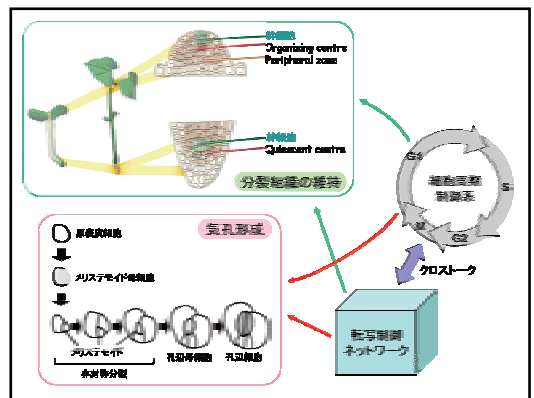 幹細胞
Organizing centre
Peripheral zone
幹細胞
Quiescent centre
分裂組織の維持
G1
S
G2
M
細胞周期
制御系
クロストーク
転写制御
ネットワーク
気孔形成
原表皮細胞
メリステモイド母細胞
メリステモイド
孔辺母細胞
孔辺細胞
非対称分裂